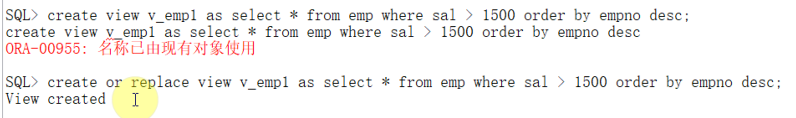 SQL> create view v_emp1 as select * from emp where sal > 1500 order by empno desc;
create view v_emp1 as select * from emp where sal > 1500 order by empno desc
ORA-00955: 名称已由现有对象使用
SQL> create or replace view v_emp1 as select * from emp where sal > 1500 order by empno desc;
View created